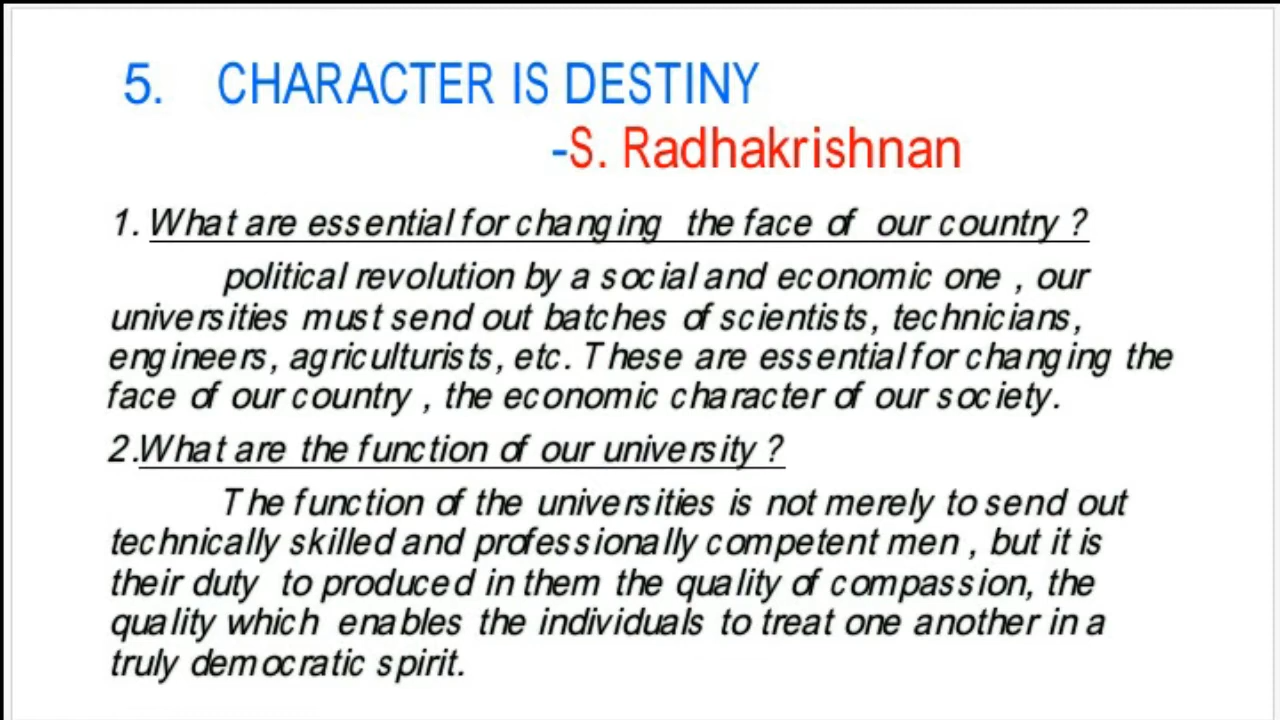 5. CHARACTER IS DESTINY
-S. Radhakrishnan
1. What are essential for changing the face of our country ?
political revolution by a social and economic one , our
universities must send out batches of scientists, technicians,
engineers, agriculturists, etc. These are essential for changing the
face of our country , the economic character of our society.
2.What are the function of our university ?
The function of the universities is not merely to send out
technically skilled and professionally competent men , but it is
their duty to produced in them the quality of compassion, the
quality which enables the individuals to treat one another in a
truly democratic spirit.